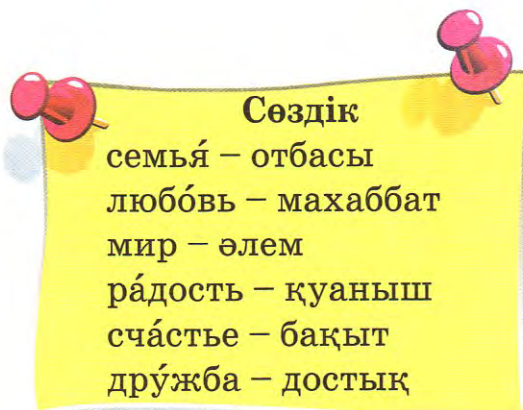 Сөздік
семья́ – отбасы
любо́вь – махаббат
мир – әлем
ра́дость – қуаныш
сча́стье – бақыт
дру́жба – достық